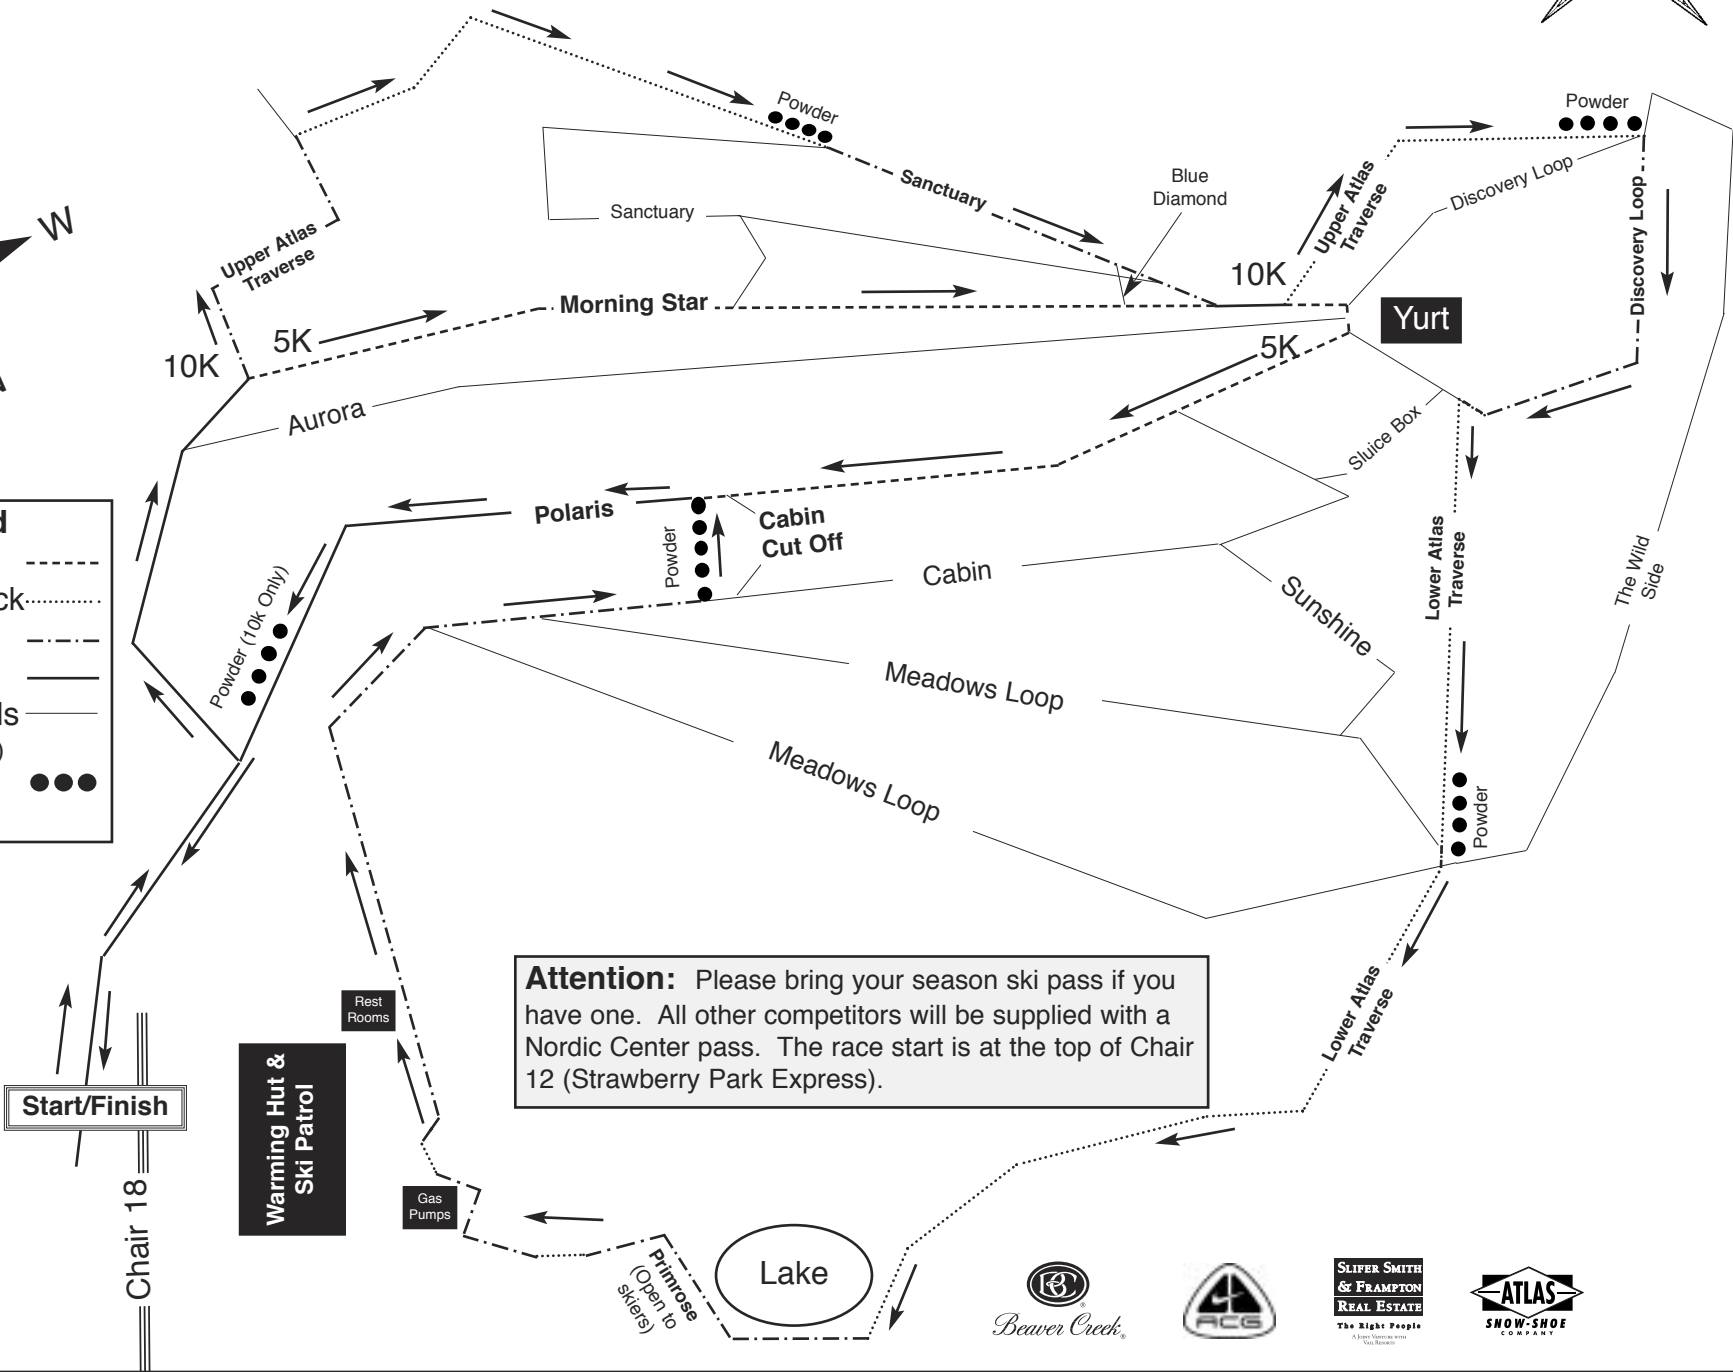 W
Powder
Powder
Blue
Diamond
Sanctuary
Upper Atlas
Traverse
Discovery Loop
Discovery Loop
Sanctuary
Upper Atlas
Traverse
10K
Morning Star
5K
10K
Yurt
5K
Aurora
Sluice Box
Polaris
Cabin
Cut Off
Powder
Cabin
Lower Atlas
Traverse
The Wild
Side
Sunshine
Powder (10k Only)
Meadows Loop
Meadows Loop
Powder
Attention: Please bring your season ski pass if you
have one. All other competitors will be supplied with a
Nordic Center pass. The race start is at the top of Chair
12 (Strawberry Park Express).
Rest
Rooms
Lower Atlas
Traverse
Warming Hut &
Ski Patrol
Start/Finish
Chair 18
Gas
Pumps
Primrose
(Open to
skiers)
Lake
Beaver Creek®
ACG
Slifer Smith
& Frampton
Real Estate
The Right People
A Joint Venture with
Vail Resorts
ATLAS
SNOW-SHOE
COMPANY